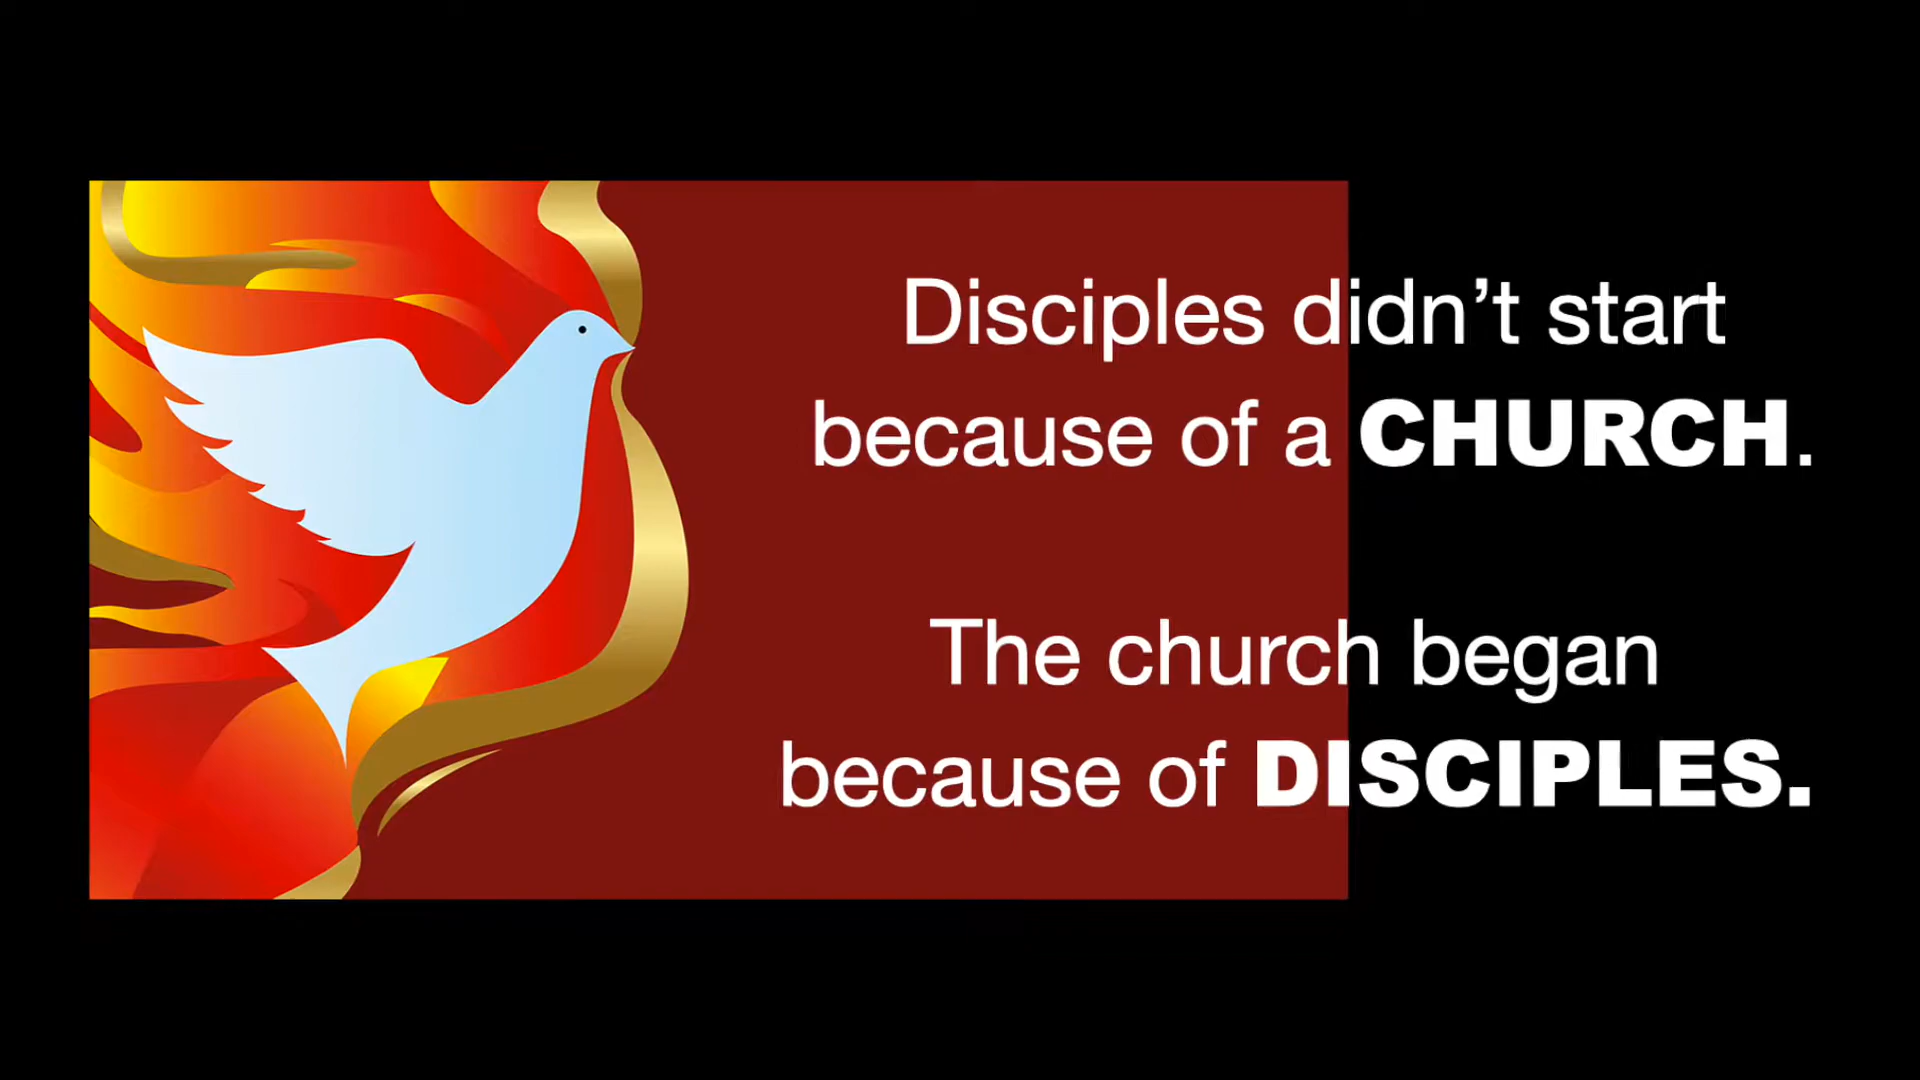 Disciples didn’t start
because of a CHURCH.
The church began
because of DISCIPLES.